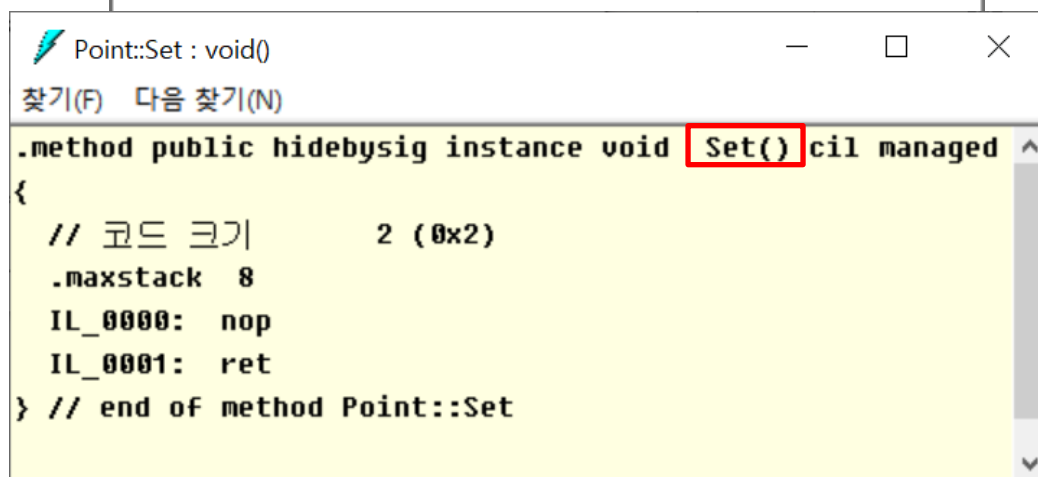 Point::Set : void()
찾기(F) 다음 찾기(N)
.method public hidebysig instance void  Set() cil managed
{
  // 코드 크기       2 (0x2)
  .maxstack  8
  IL_0000:  nop
  IL_0001:  ret
} // end of method Point::Set